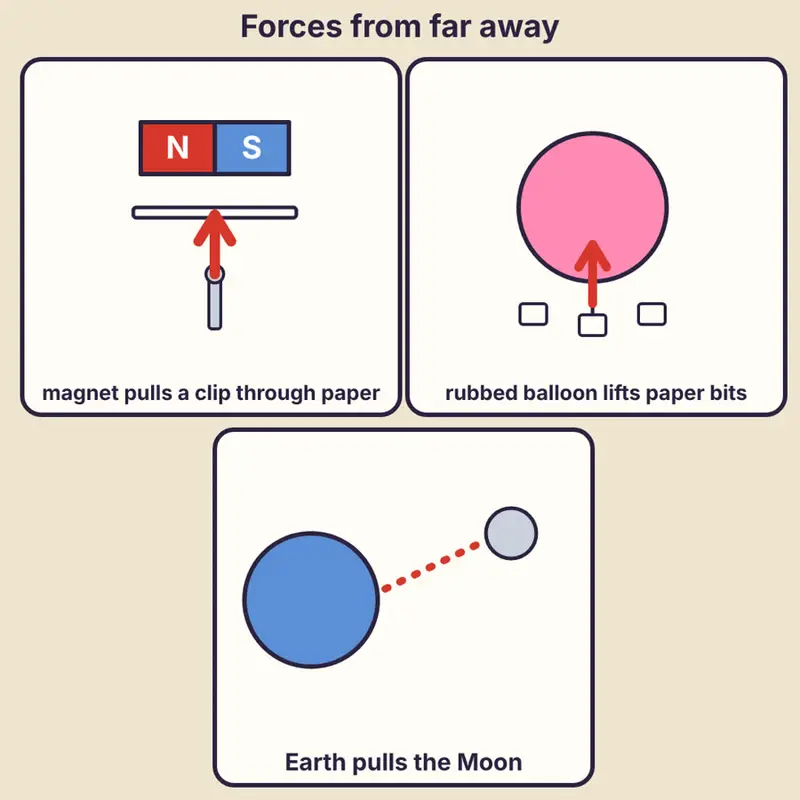 Forces from far away
N S
magnet pulls a clip through paper
rubbed balloon lifts paper bits
Earth pulls the Moon